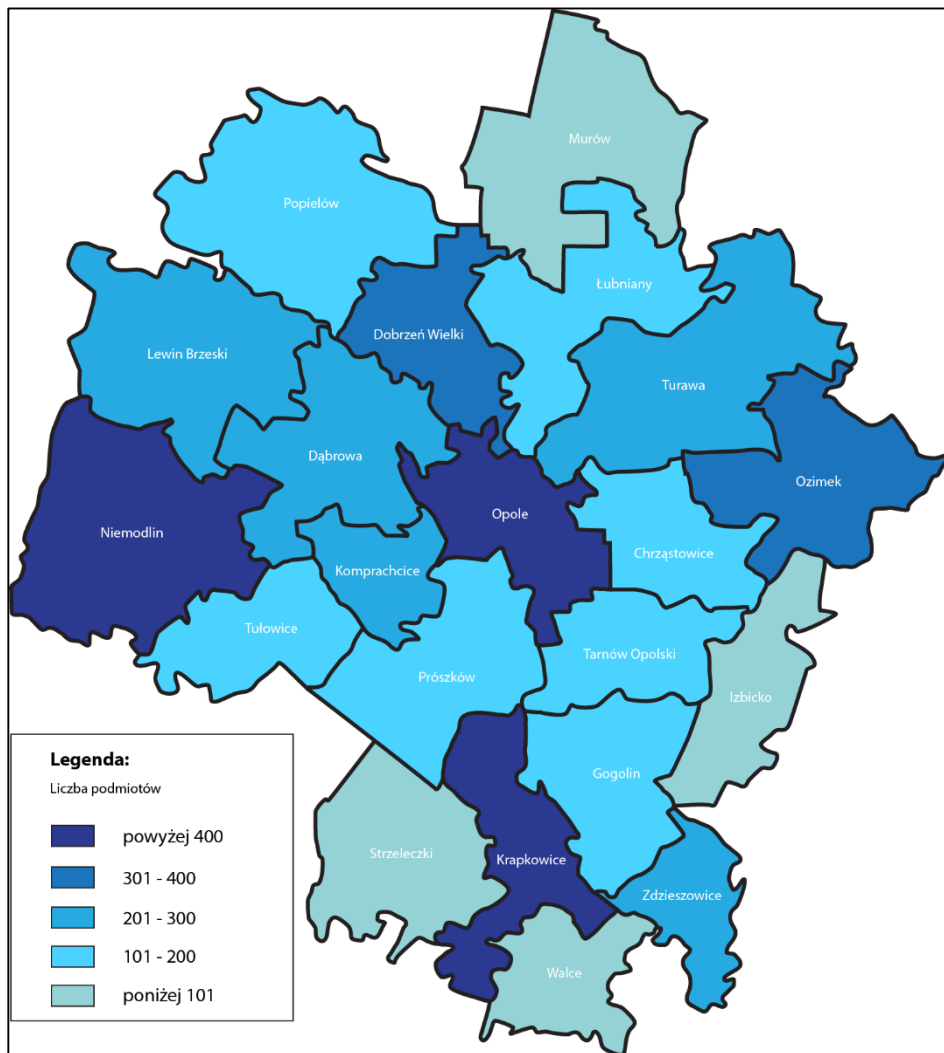 Murów
Popielów
Łubniany
Dobrzeń Wielki
Lewin Brzeski
Turawa
Dąbrowa
Ozimek
Opole
Niemodlin
Chrząstowice
Komprachcice
Tułowice
Tarnów Opolski
Prószków
Izbicko
Gogolin
Strzeleczki
Krapkowice
Zdzieszowice
Walce
Legenda:
Liczba podmiotów
powyżej 400
301 - 400
201 - 300
101 - 200
poniżej 101